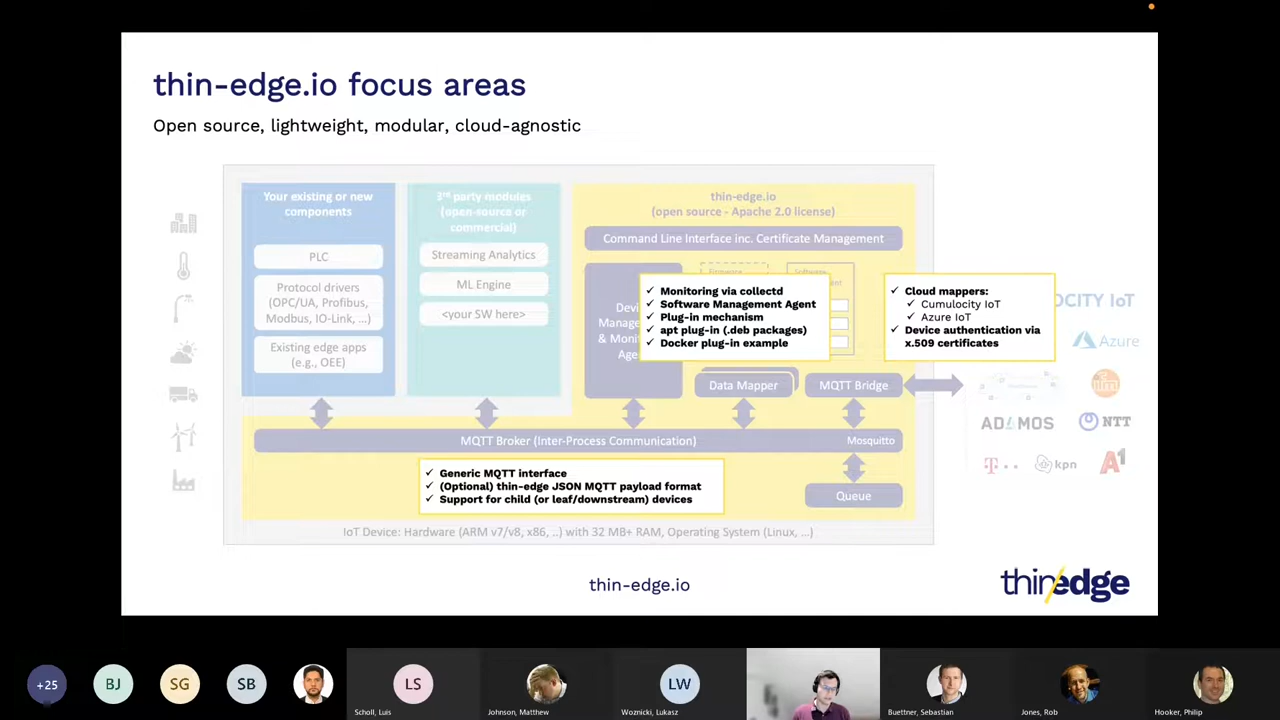 thin-edge.io focus areas
Open source, lightweight, modular, cloud-agnostic
Your existing or new
components
PLC
Protocol drivers
(OPC/UA, Profibus,
Modbus, IO-Link, ...)
Existing edge apps
(e.g., OEE)
3rd party modules
(open-source or
commercial)
Streaming Analytics
ML Engine
<your SW here>
thin-edge.io
(open source - Apache 2.0 license)
Command Line Interface inc. Certificate Management
Firmware
Software
✓ Monitoring via collectd
✓ Software Management Agent
✓ Plug-in mechanism
✓ apt plug-in (.deb packages)
✓ Docker plug-in example
✓ Cloud mappers:
✓ Cumulocity IoT
✓ Azure IoT
✓ Device authentication via
x.509 certificates
OCITY IoT
Azure
Data Mapper
MQTT Bridge
ADAMOS
NTT
T
kpn
A1
MQTT Broker (Inter-Process Communication)
Mosquitto
✓ Generic MQTT interface
✓ (Optional) thin-edge JSON MQTT payload format
✓ Support for child (or leaf/downstream) devices
Queue
IoT Device: Hardware (ARM v7/v8, x86, ..) with 32 MB+ RAM, Operating System (Linux, ...)
thin-edge.io
thinedge
+25
BJ
SG
SB
LS
LW
Scholl, Luis
Johnson, Matthew
Woznicki, Lukasz
Buettner, Sebastian
Jones, Rob
Hooker, Philip